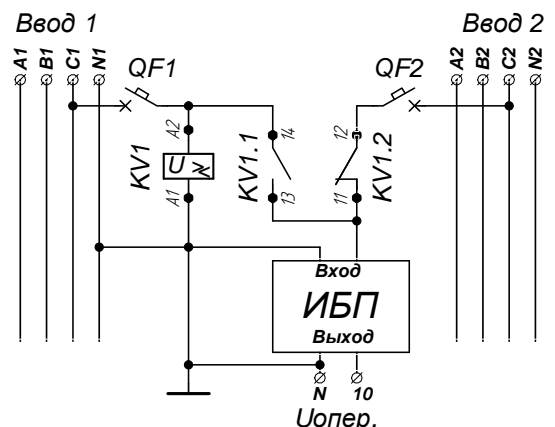 Ввод 1 Ввод 2
A1 B1 C1 N1 A2 B2 C2 N2
QF1 QF2
A2 14 12
KV1 U KV1.1 KV1.2
A1 13 11
Вход
ИБП
Выход
N 10
Uопер.